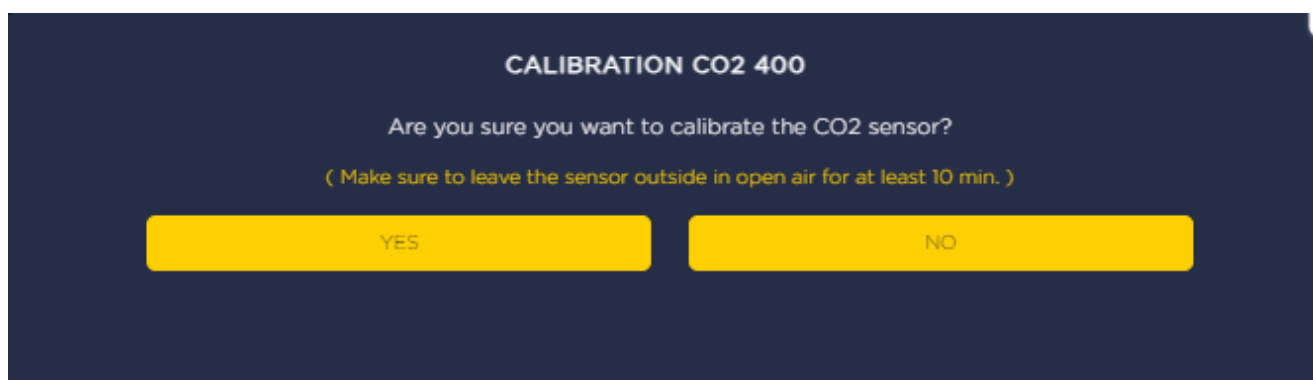 CALIBRATION CO2 400
Are you sure you want to calibrate the CO2 sensor?
( Make sure to leave the sensor outside in open air for at least 10 min. )
YES
NO